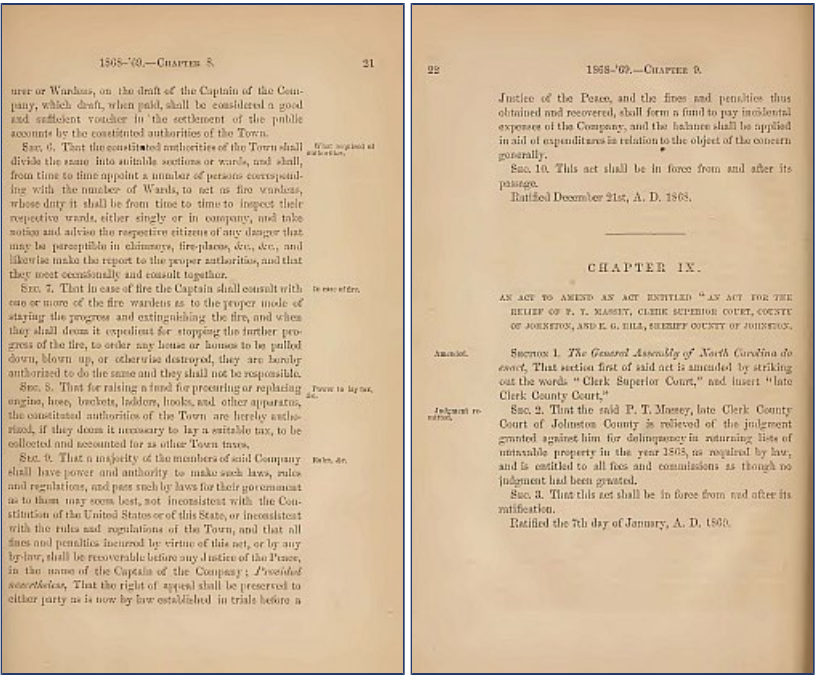 1868-'69.—CHAPTER 8. 21
urer or Wardens, on the draft of the Captain of the Com-
pany, which draft, when paid, shall be considered a good
and sufficient voucher in the settlement of the public
accounts by the constituted authorities of the Town.
SEC. 6. That the constituted authorities of the Town shall
What required of authorities.
divide the same into suitable sections or wards, and shall,
from time to time appoint a number of persons correspond-
ing with the number of Wards, to act as fire wardens,
whose duty it shall be from time to time to inspect their
respective wards, either singly or in company, and take
notice and advise the respective citizens of any danger that
may be perceptible in chimneys, fire-places, &c., &c., and
likewise make the report to the proper authorities, and that
they meet occasionally and consult together.
SEC. 7. That in case of fire the Captain shall consult with
In case of fire.
one or more of the fire wardens as to the proper mode of
staying the progress and extinguishing the fire, and when
they shall deem it expedient for stopping the further pro-
gress of the fire, to order any house or houses to be pulled
down, blown up, or otherwise destroyed, they are hereby
authorized to do the same and they shall not be responsible.
SEC. 8. That for raising a fund for procuring or replacing
Power to lay tax, &c.
engine, hose, buckets, ladders, hooks, and other apparatus,
the constituted authorities of the Town are hereby autho-
rized, if they deem it necessary to lay a suitable tax, to be
collected and accounted for as other Town taxes.
SEC. 9. That a majority of the members of said Company
Rules, &c.
shall have power and authority to make such laws, rules
and regulations, and pass such by laws for their government
as to them may seem best, not inconsistent with the Con-
stitution of the United States or of this State, or inconsistent
with the rules and regulations of the Town, and that all
fines and penalties incurred by virtue of this act, or by any
by-law, shall be recoverable before any Justice of the Peace,
in the name of the Captain of the Company; Provided
nevertheless, That the right of appeal shall be preserved to
either party as is now by law established in trials before a
22 1868-'69.—CHAPTER 9.
Justice of the Peace, and the fines and penalties thus
obtained and recovered, shall form a fund to pay incidental
expenses of the Company, and the balance shall be applied
in aid of expenditures in relation to the object of the concern
generally.
SEC. 10. This act shall be in force from and after its
passage.
Ratified December 21st, A. D. 1868.
CHAPTER IX.
AN ACT TO AMEND AN ACT ENTITLED "AN ACT FOR THE
RELIEF OF P. T. MASSEY, CLERK SUPERIOR COURT, COUNTY
OF JOHNSTON, AND E. G. HILL, SHERIFF COUNTY OF JOHNSTON.
Amended.
SECTION 1. The General Assembly of North Carolina do
enact, That section first of said act is amended by striking
out the words "Clerk Superior Court," and insert "late
Clerk County Court,"
Judgment re-
mitted.
SEC. 2. That the said P. T. Massey, late Clerk County
Court of Johnston County is relieved of the judgment
granted against him for delinquency in returning lists of
untaxable property in the year 1868, as required by law,
and is entitled to all fees and commissions as though no
judgment had been granted.
SEC. 3. That this act shall be in force from and after its
ratification.
Ratified the 7th day of January, A. D. 1869.